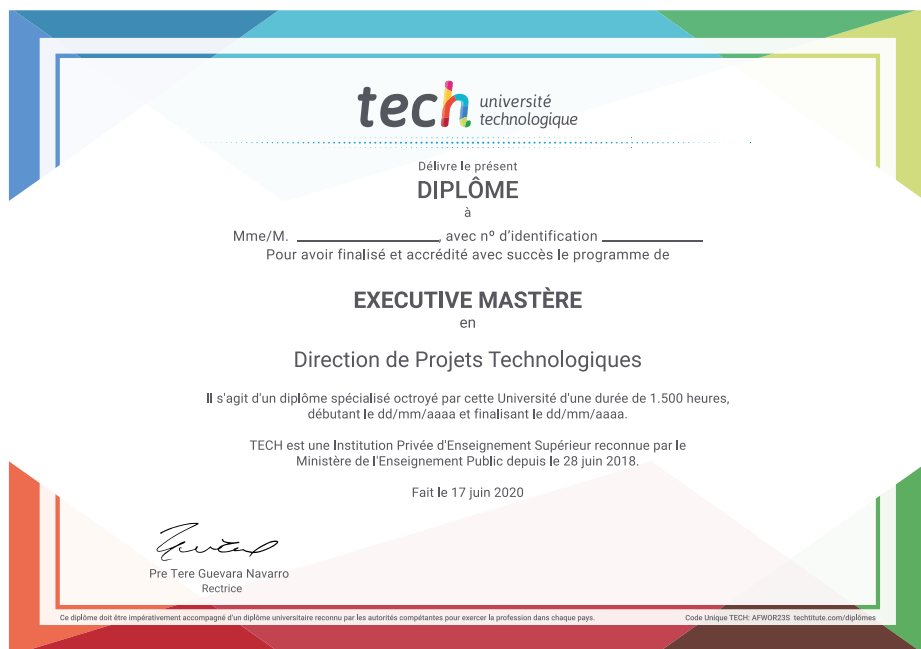 tech université
technologique
Délivre le présent
DIPLÔME
à
Mme/M. ______________, avec nº d'identification __________
Pour avoir finalisé et accrédité avec succès le programme de
EXECUTIVE MASTÈRE
en
Direction de Projets Technologiques
Il s'agit d'un diplôme spécialisé octroyé par cette Université d'une durée de 1.500 heures,
débutant le dd/mm/aaaa et finalisant le dd/mm/aaaa.
TECH est une Institution Privée d'Enseignement Supérieur reconnue par le
Ministère de l'Enseignement Public depuis le 28 juin 2018.
Fait le 17 juin 2020
Pre Tere Guevara Navarro
Rectrice
Ce diplôme doit être impérativement accompagné d'un diplôme universitaire reconnu par les autorités compétantes pour exercer la profession dans chaque pays.
Code Unique TECH: AFWOR23S techtitute.com/diplômes